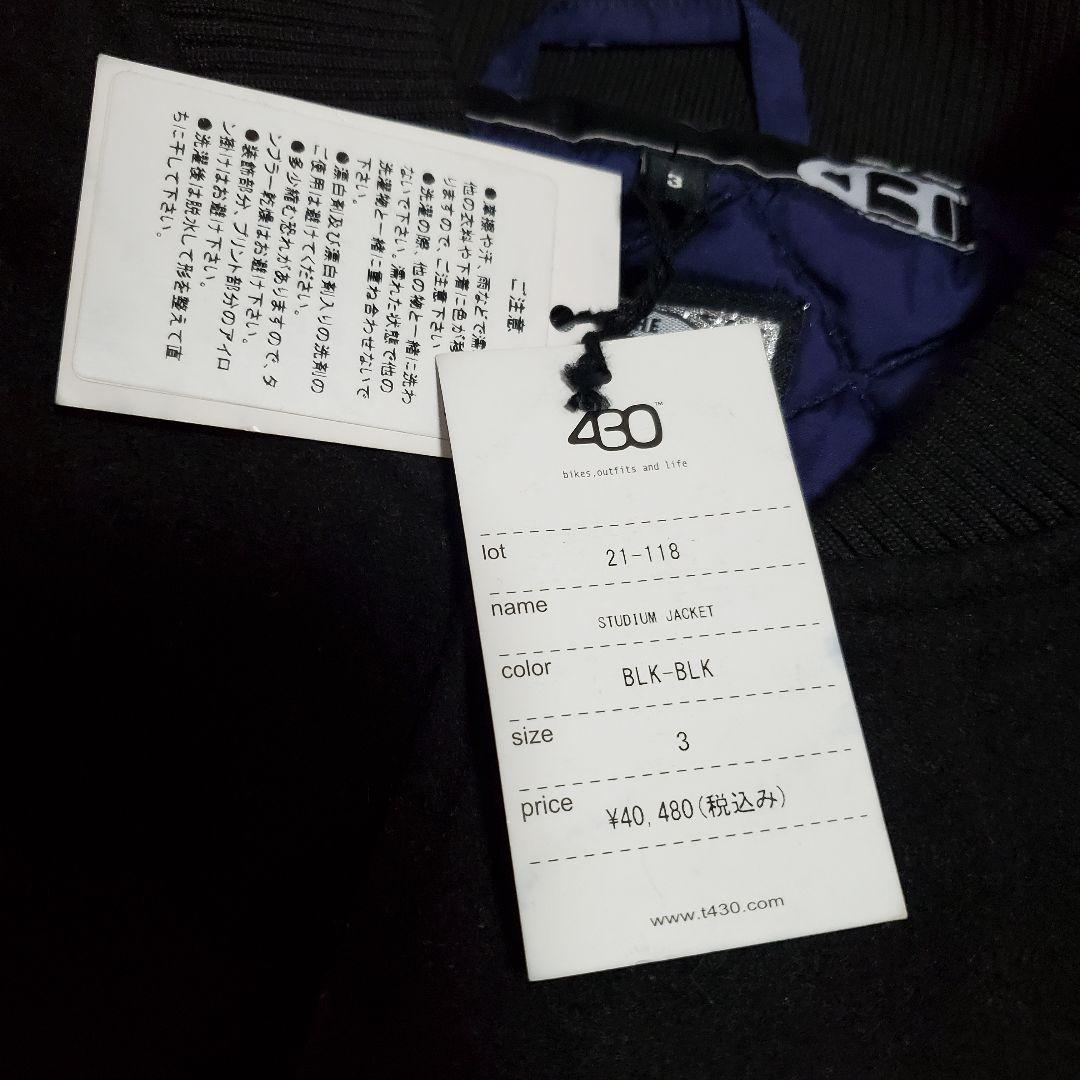 ご注意
●摩擦や汗、雨などで濡
他の衣料や下着に色が移
りますので、ご注意下さい
●洗濯の際、他の物と一緒に洗わ
ないで下さい。濡れた状態で他の
洗濯物と一緒に重ね合わせないで
下さい。
●漂白剤及び漂白剤入りの洗剤の
ご使用は避けてください。
●多少縮む恐れがありますので、タ
ンブラー乾燥はお避け下さい。
●装飾部分、プリント部分のアイロ
ン掛けはお避け下さい。
●洗濯後は脱水して形を整えて直
ちに干して下さい。
3
430
THE
430™
bikes,outfits and life
lot 21-118
name STUDIUM JACKET
color BLK-BLK
size 3
price ¥40,480(税込み)
www.t430.com